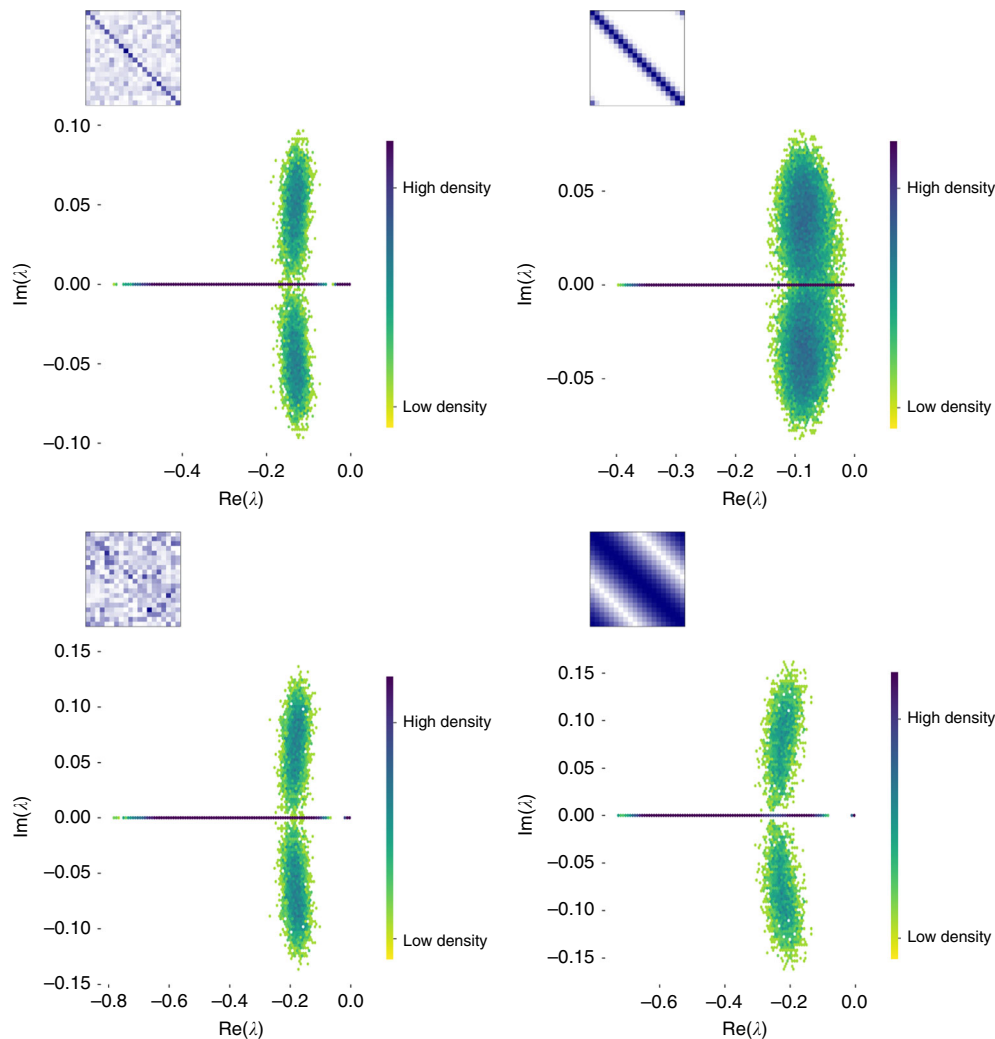 0.10
0.05
0.00
−0.05
−0.10
Im(λ)
−0.4
−0.2
0.0
Re(λ)
High density
Low density
0.05
0.00
−0.05
Im(λ)
−0.4
−0.3
−0.2
−0.1
0.0
Re(λ)
High density
Low density
0.15
0.10
0.05
0.00
−0.05
−0.10
−0.15
Im(λ)
−0.8
−0.6
−0.4
−0.2
0.0
Re(λ)
High density
Low density
0.15
0.10
0.05
0.00
−0.05
−0.10
−0.15
Im(λ)
−0.6
−0.4
−0.2
0.0
Re(λ)
High density
Low density